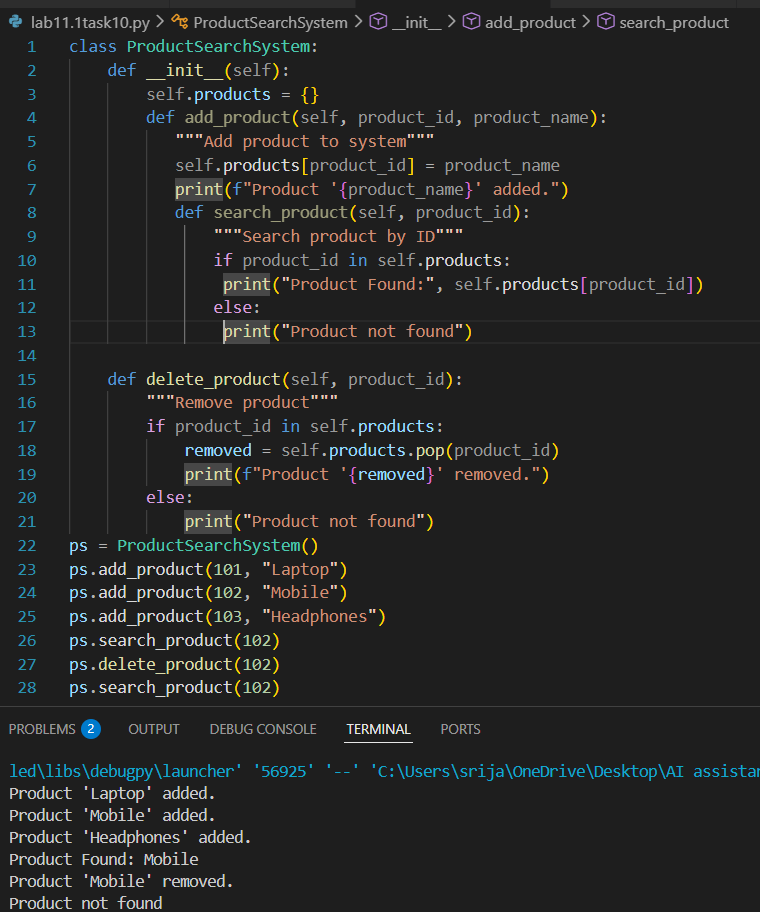 lab11.1task10.py > ProductSearchSystem > __init__ > add_product > search_product
1 class ProductSearchSystem:
2     def __init__(self):
3         self.products = {}
4         def add_product(self, product_id, product_name):
5            """Add product to system"""
6            self.products[product_id] = product_name
7            print(f"Product '{product_name}' added.")
8            def search_product(self, product_id):
9                """Search product by ID"""
10                if product_id in self.products:
11                 print("Product Found:", self.products[product_id])
12                else:
13                 print("Product not found")
14
15     def delete_product(self, product_id):
16         """Remove product"""
17         if product_id in self.products:
18             removed = self.products.pop(product_id)
19             print(f"Product '{removed}' removed.")
20         else:
21             print("Product not found")
22 ps = ProductSearchSystem()
23 ps.add_product(101, "Laptop")
24 ps.add_product(102, "Mobile")
25 ps.add_product(103, "Headphones")
26 ps.search_product(102)
27 ps.delete_product(102)
28 ps.search_product(102)
PROBLEMS 2 OUTPUT DEBUG CONSOLE TERMINAL PORTS
led\libs\debugpy\launcher' '56925' '--' 'C:\Users\srija\OneDrive\Desktop\AI assistan
Product 'Laptop' added.
Product 'Mobile' added.
Product 'Headphones' added.
Product Found: Mobile
Product 'Mobile' removed.
Product not found